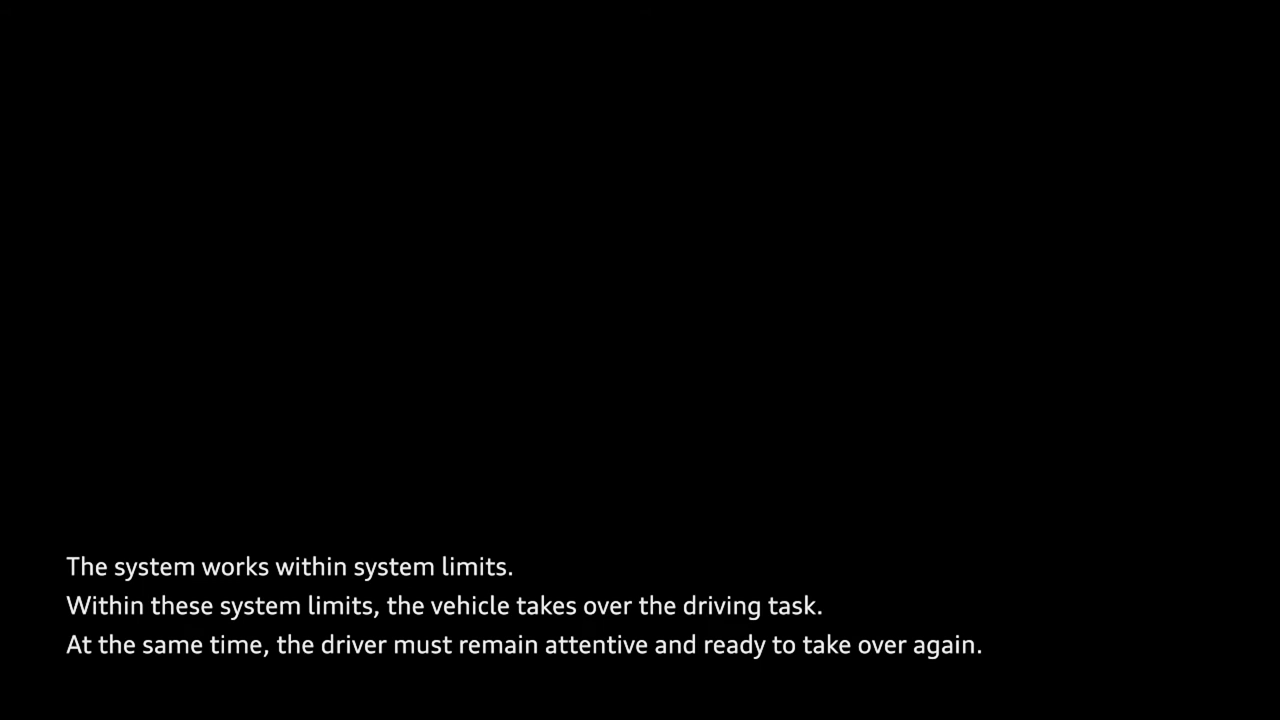 The system works within system limits.
Within these system limits, the vehicle takes over the driving task.
At the same time, the driver must remain attentive and ready to take over again.